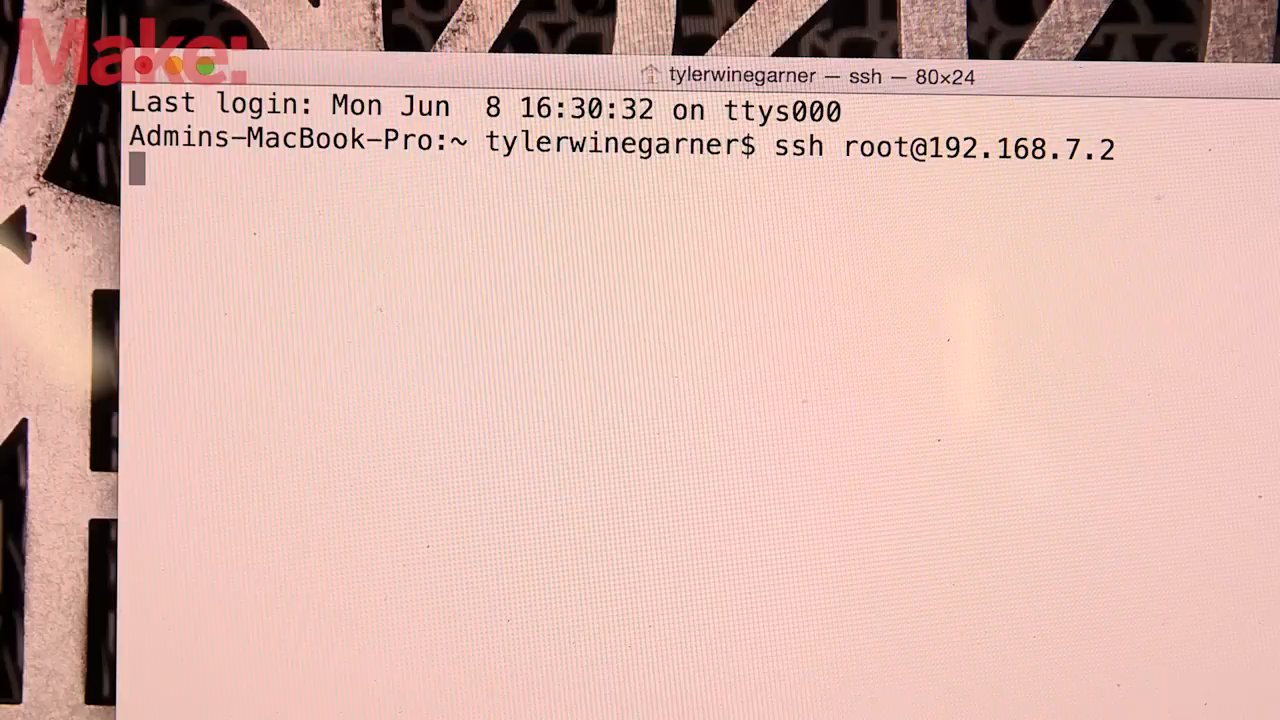 Make:
tylerwinegarner — ssh — 80×24
Last login: Mon Jun  8 16:30:32 on ttys000
Admins-MacBook-Pro:~ tylerwinegarner$ ssh root@192.168.7.2